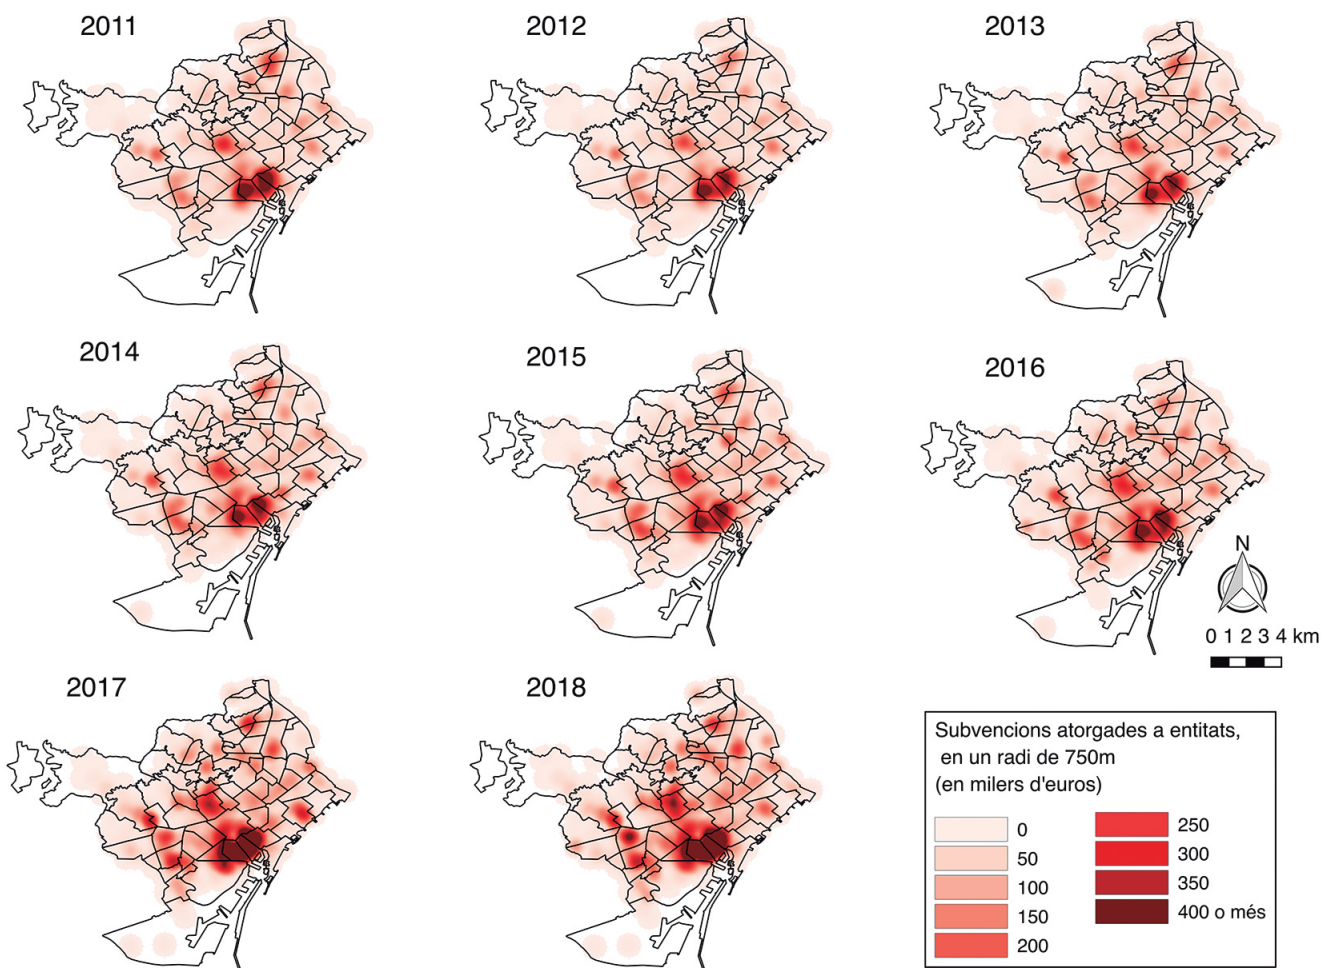 2011
2012
2013
2014
2015
2016
N
0 1 2 3 4 km
2017
2018
Subvencions atorgades a entitats,
en un radi de 750m
(en milers d'euros)
0
50
100
150
200
250
300
350
400 o més